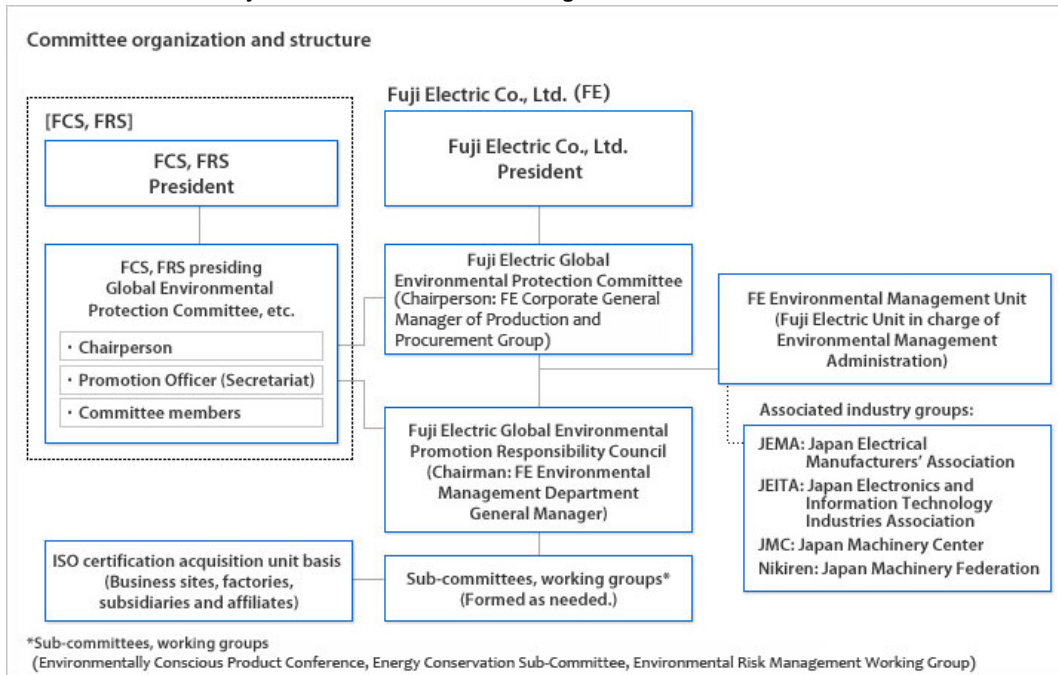 Committee organization and structure
[FCS, FRS]
FCS, FRS
President
FCS, FRS presiding
Global Environmental
Protection Committee, etc.
・Chairperson
・Promotion Officer (Secretariat)
・Committee members
Fuji Electric Co., Ltd. (FE)
Fuji Electric Co., Ltd.
President
Fuji Electric Global
Environmental Protection Committee
(Chairperson: FE Corporate General
Manager of Production and
Procurement Group)
FE Environmental Management Unit
(Fuji Electric Unit in charge of
Environmental Management
Administration)
Fuji Electric Global Environmental
Promotion Responsibility Council
(Chairman: FE Environmental
Management Department
General Manager)
Associated industry groups:
JEMA: Japan Electrical
Manufacturers' Association
JEITA: Japan Electronics and
Information Technology
Industries Association
JMC: Japan Machinery Center
Nikiren: Japan Machinery Federation
ISO certification acquisition unit basis
(Business sites, factories,
subsidiaries and affiliates)
Sub-committees, working groups*
(Formed as needed.)
*Sub-committees, working groups
(Environmentally Conscious Product Conference, Energy Conservation Sub-Committee, Environmental Risk Management Working Group)